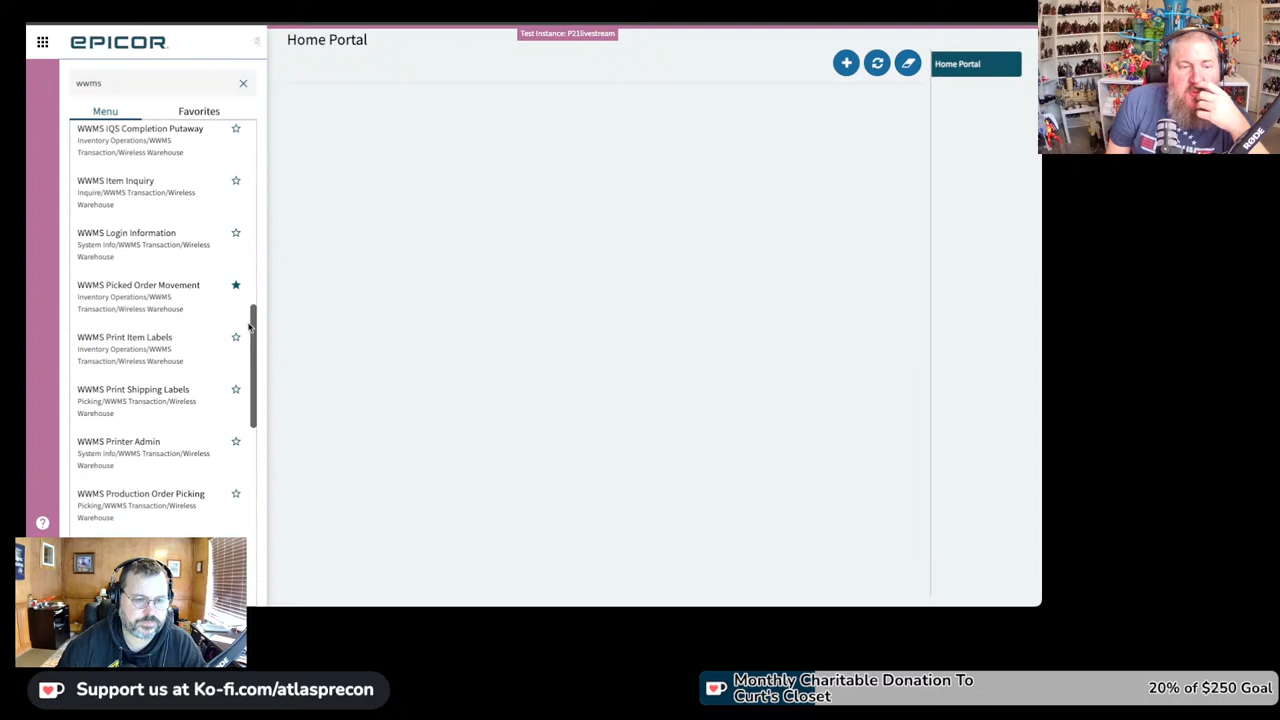 EPICOR
Home Portal
Test Instance: P21livestream
wwms
Home Portal
Menu
Favorites
WWMS IQS Completion Putaway
Inventory Operations/WWMS
Transaction/Wireless Warehouse
WWMS Item Inquiry
Inquire/WWMS Transaction/Wireless
Warehouse
WWMS Login Information
System Info/WWMS Transaction/Wireless
Warehouse
WWMS Picked Order Movement
Inventory Operations/WWMS
Transaction/Wireless Warehouse
WWMS Print Item Labels
Inventory Operations/WWMS
Transaction/Wireless Warehouse
WWMS Print Shipping Labels
Picking/WWMS Transaction/Wireless
Warehouse
WWMS Printer Admin
System Info/WWMS Transaction/Wireless
Warehouse
WWMS Production Order Picking
Picking/WWMS Transaction/Wireless
Warehouse
RODE
Support us at Ko-fi.com/atlasprecon
Monthly Charitable Donation To
Curt's Closet
20% of $250 Goal